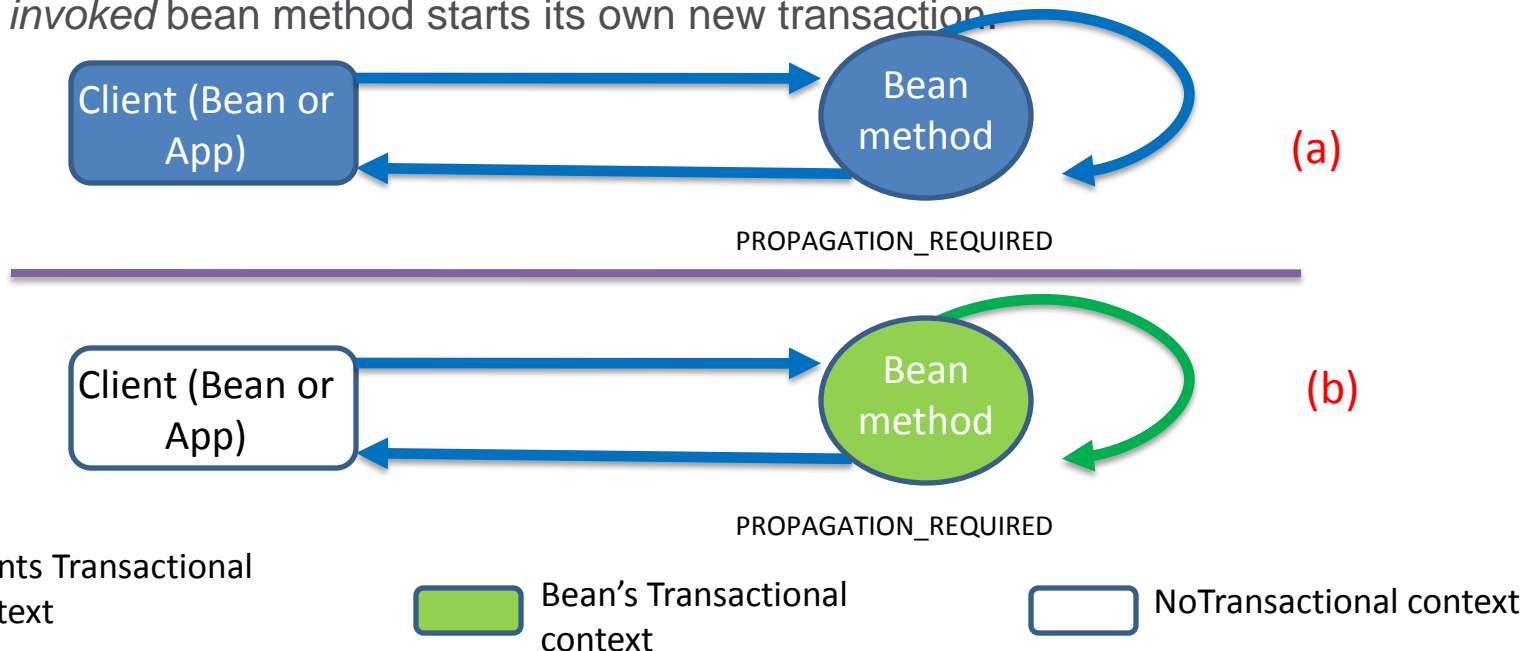 invoked bean method starts its own new transaction.
Client (Bean or
App)
Bean
method
(a)
PROPAGATION_REQUIRED
Client (Bean or
App)
Bean
method
(b)
PROPAGATION_REQUIRED
nts Transactional
text
Bean’s Transactional
context
NoTransactional context